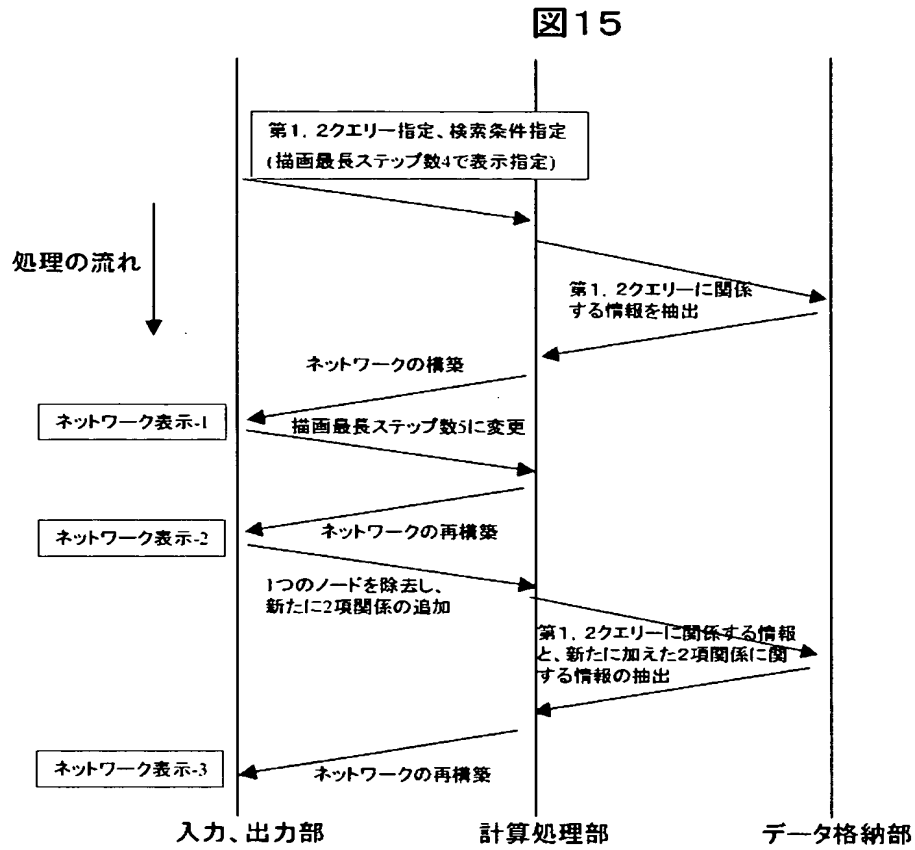 図15
第1，2クエリー指定、検索条件指定
(描画最長ステップ数4で表示指定)
処理の流れ
第1，2クエリーに関係
する情報を抽出
ネットワークの構築
ネットワーク表示-1
描画最長ステップ数5に変更
ネットワークの再構築
ネットワーク表示-2
1つのノードを除去し、
新たに2項関係の追加
第1，2クエリーに関係する情報
と、新たに加えた2項関係に関
する情報の抽出
ネットワーク表示-3
ネットワークの再構築
入力、出力部
計算処理部
データ格納部